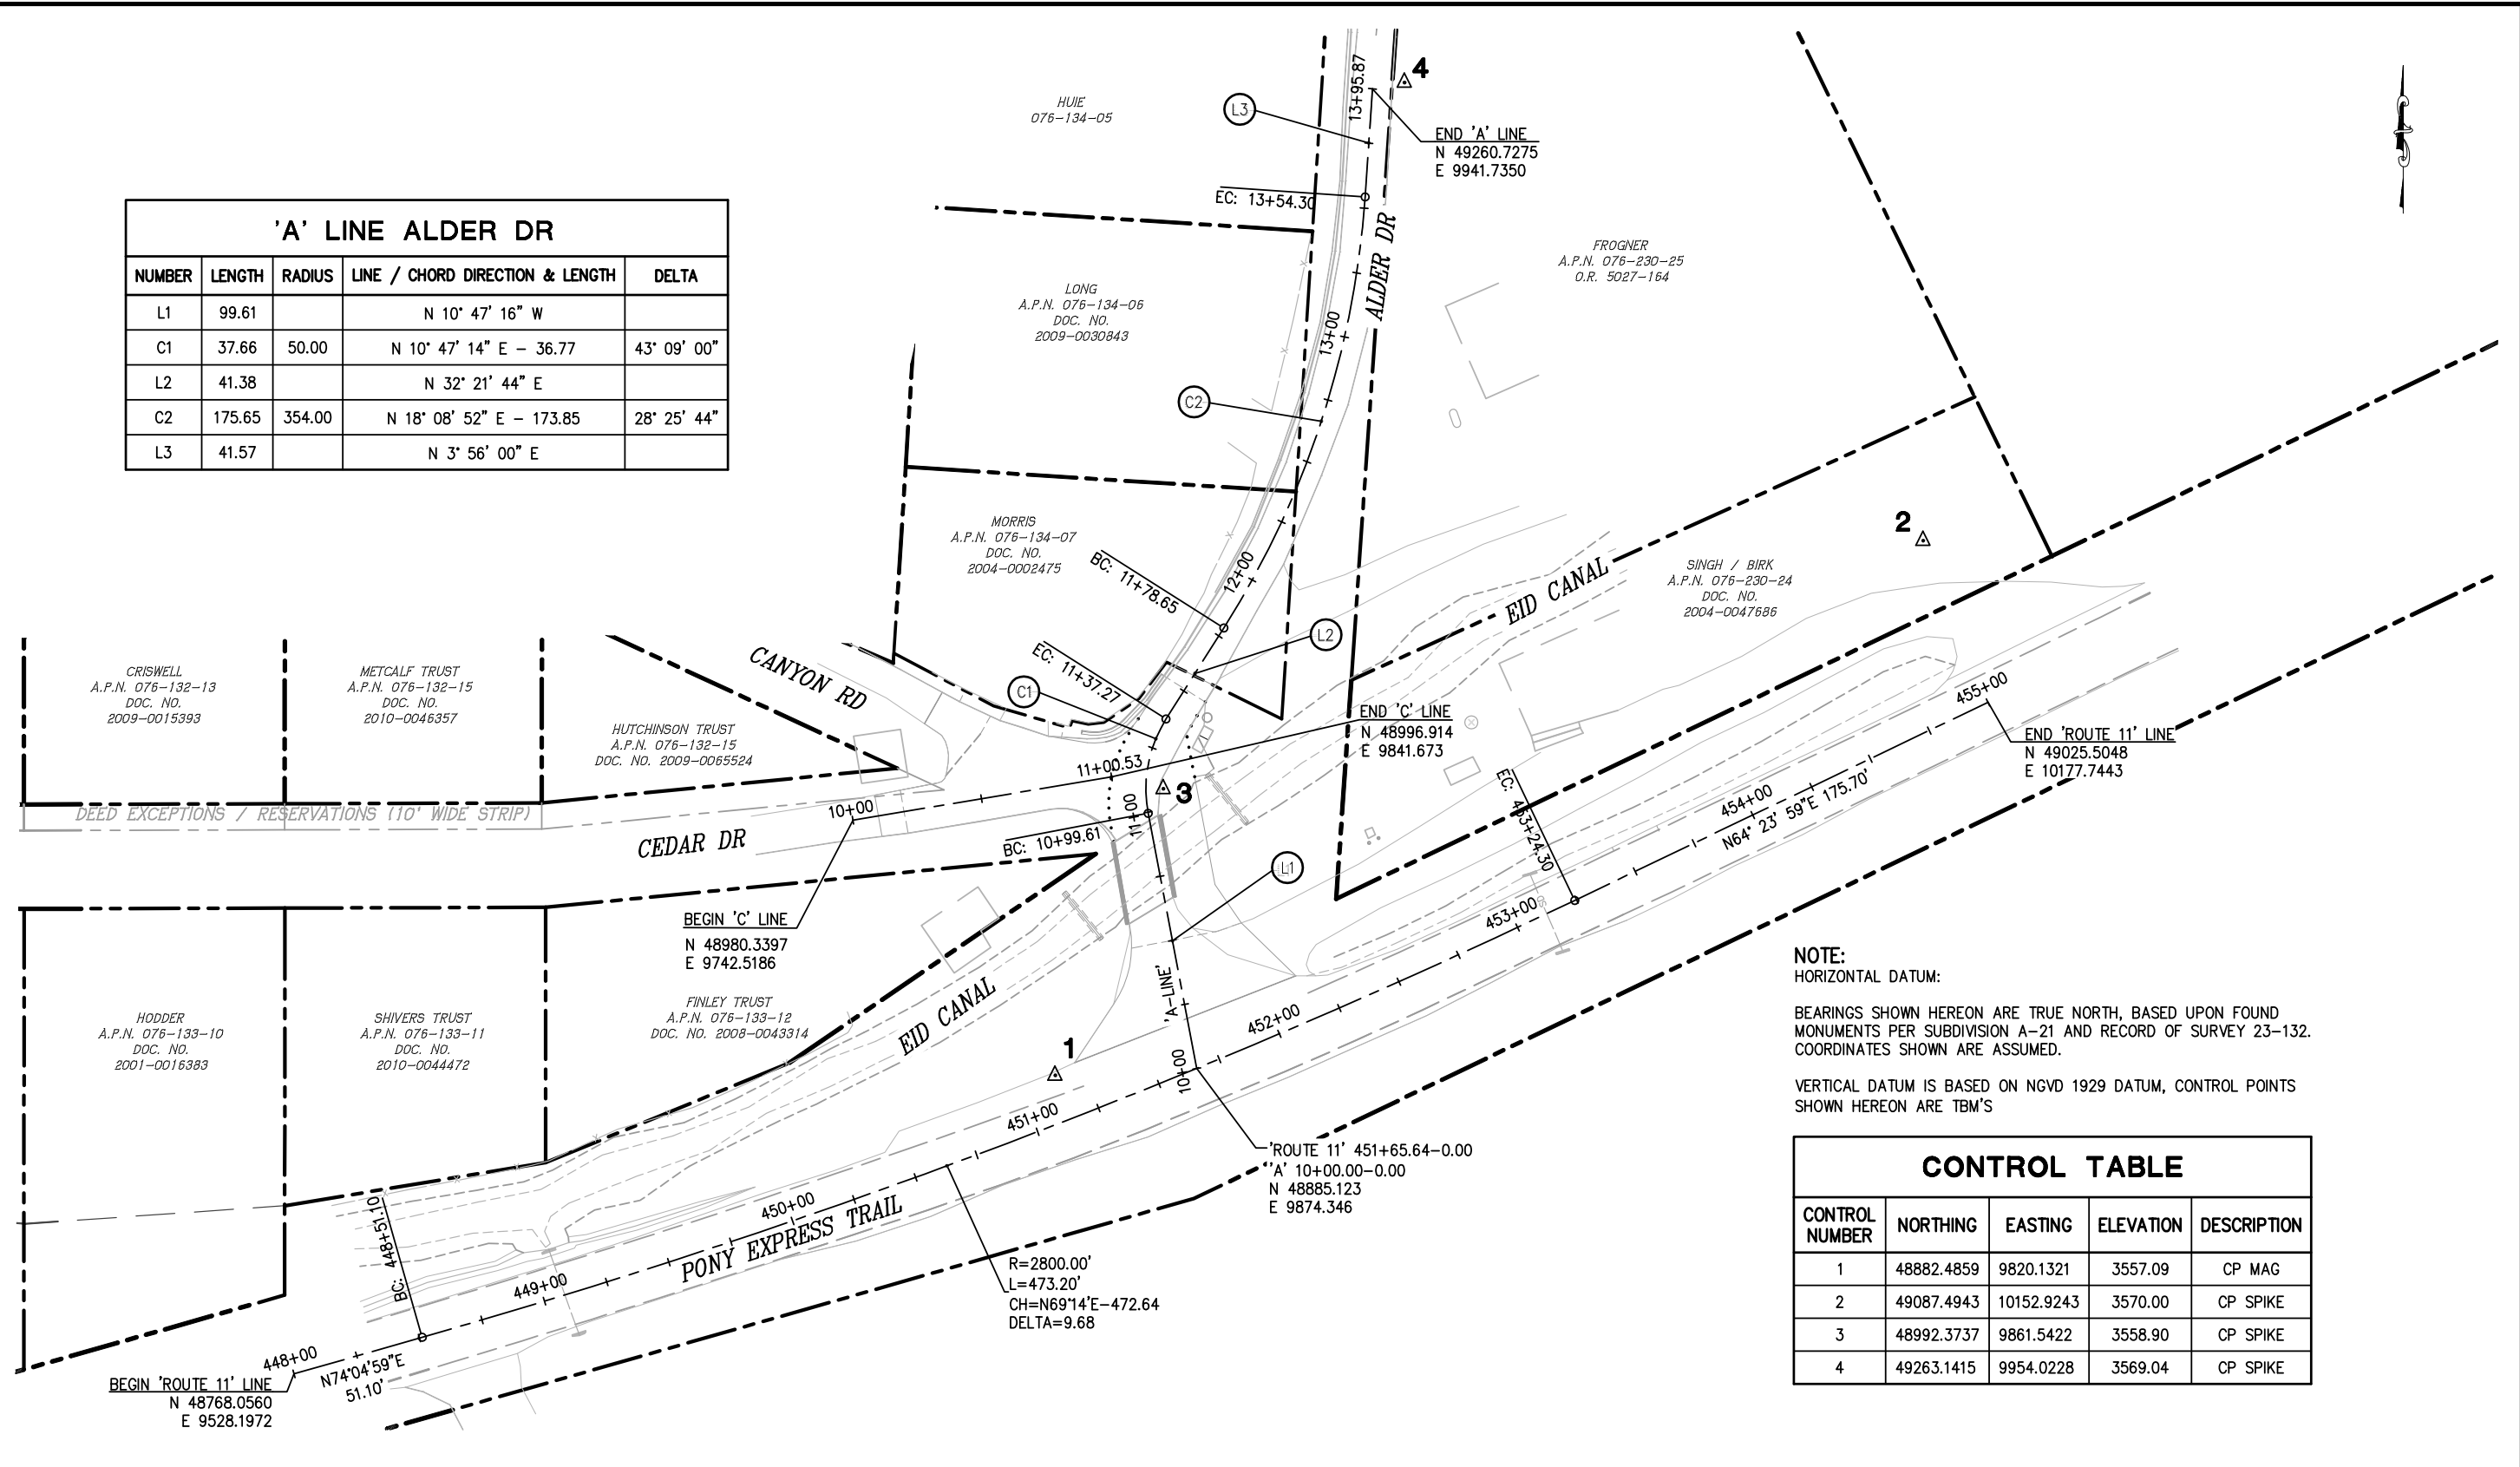 'A' LINE ALDER DR
NUMBER LENGTH RADIUS LINE / CHORD DIRECTION & LENGTH DELTA
L1 99.61 N 10° 47' 16" W
C1 37.66 50.00 N 10° 47' 14" E - 36.77 43° 09' 00"
L2 41.38 N 32° 21' 44" E
C2 175.65 354.00 N 18° 08' 52" E - 173.85 28° 25' 44"
L3 41.57 N 3° 56' 00" E
HUIE
076-134-05
L3
13+95.87
4
END 'A' LINE
N 49260.7275
E 9941.7350
EC: 13+54.30
ALDER DR
LONG
A.P.N. 076-134-06
DOC. NO.
2009-0030843
FROGNER
A.P.N. 076-230-25
O.R. 5027-164
13+00
C2
MORRIS
A.P.N. 076-134-07
DOC. NO.
2004-0002475
BC: 11+78.65
12+00
2
EID CANAL
SINGH / BIRK
A.P.N. 076-230-24
DOC. NO.
2004-0047686
L2
EC: 11+37.27
C1
CANYON RD
CRISWELL
A.P.N. 076-132-13
DOC. NO.
2009-0015393
METCALF TRUST
A.P.N. 076-132-15
DOC. NO.
2010-0046357
HUTCHINSON TRUST
A.P.N. 076-132-15
DOC. NO. 2009-0065524
END 'C' LINE
N 48996.914
E 9841.673
455+00
END 'ROUTE 11' LINE
N 49025.5048
E 10177.7443
11+00.53
3
10+00
11+00
BC: 10+99.61
EC: 453+24.30
454+00
N64° 23' 59"E 175.70'
DEED EXCEPTIONS / RESERVATIONS (10' WIDE STRIP)
CEDAR DR
L1
453+00
BEGIN 'C' LINE
N 48980.3397
E 9742.5186
'A-LINE'
452+00
EID CANAL
HODDER
A.P.N. 076-133-10
DOC. NO.
2001-0016383
SHIVERS TRUST
A.P.N. 076-133-11
DOC. NO.
2010-0044472
FINLEY TRUST
A.P.N. 076-133-12
DOC. NO. 2008-0043314
1
10+00
451+00
'ROUTE 11' 451+65.64-0.00
'A' 10+00.00-0.00
N 48885.123
E 9874.346
450+00
PONY EXPRESS TRAIL
BC: 448+51.10
449+00
R=2800.00'
L=473.20'
CH=N69°14'E-472.64
DELTA=9.68
448+00
N74°04'59"E
51.10'
BEGIN 'ROUTE 11' LINE
N 48768.0560
E 9528.1972
NOTE:
HORIZONTAL DATUM:
BEARINGS SHOWN HEREON ARE TRUE NORTH, BASED UPON FOUND
MONUMENTS PER SUBDIVISION A-21 AND RECORD OF SURVEY 23-132.
COORDINATES SHOWN ARE ASSUMED.
VERTICAL DATUM IS BASED ON NGVD 1929 DATUM, CONTROL POINTS
SHOWN HEREON ARE TBM'S
CONTROL TABLE
CONTROL NUMBER NORTHING EASTING ELEVATION DESCRIPTION
1 48882.4859 9820.1321 3557.09 CP MAG
2 49087.4943 10152.9243 3570.00 CP SPIKE
3 48992.3737 9861.5422 3558.90 CP SPIKE
4 49263.1415 9954.0228 3569.04 CP SPIKE